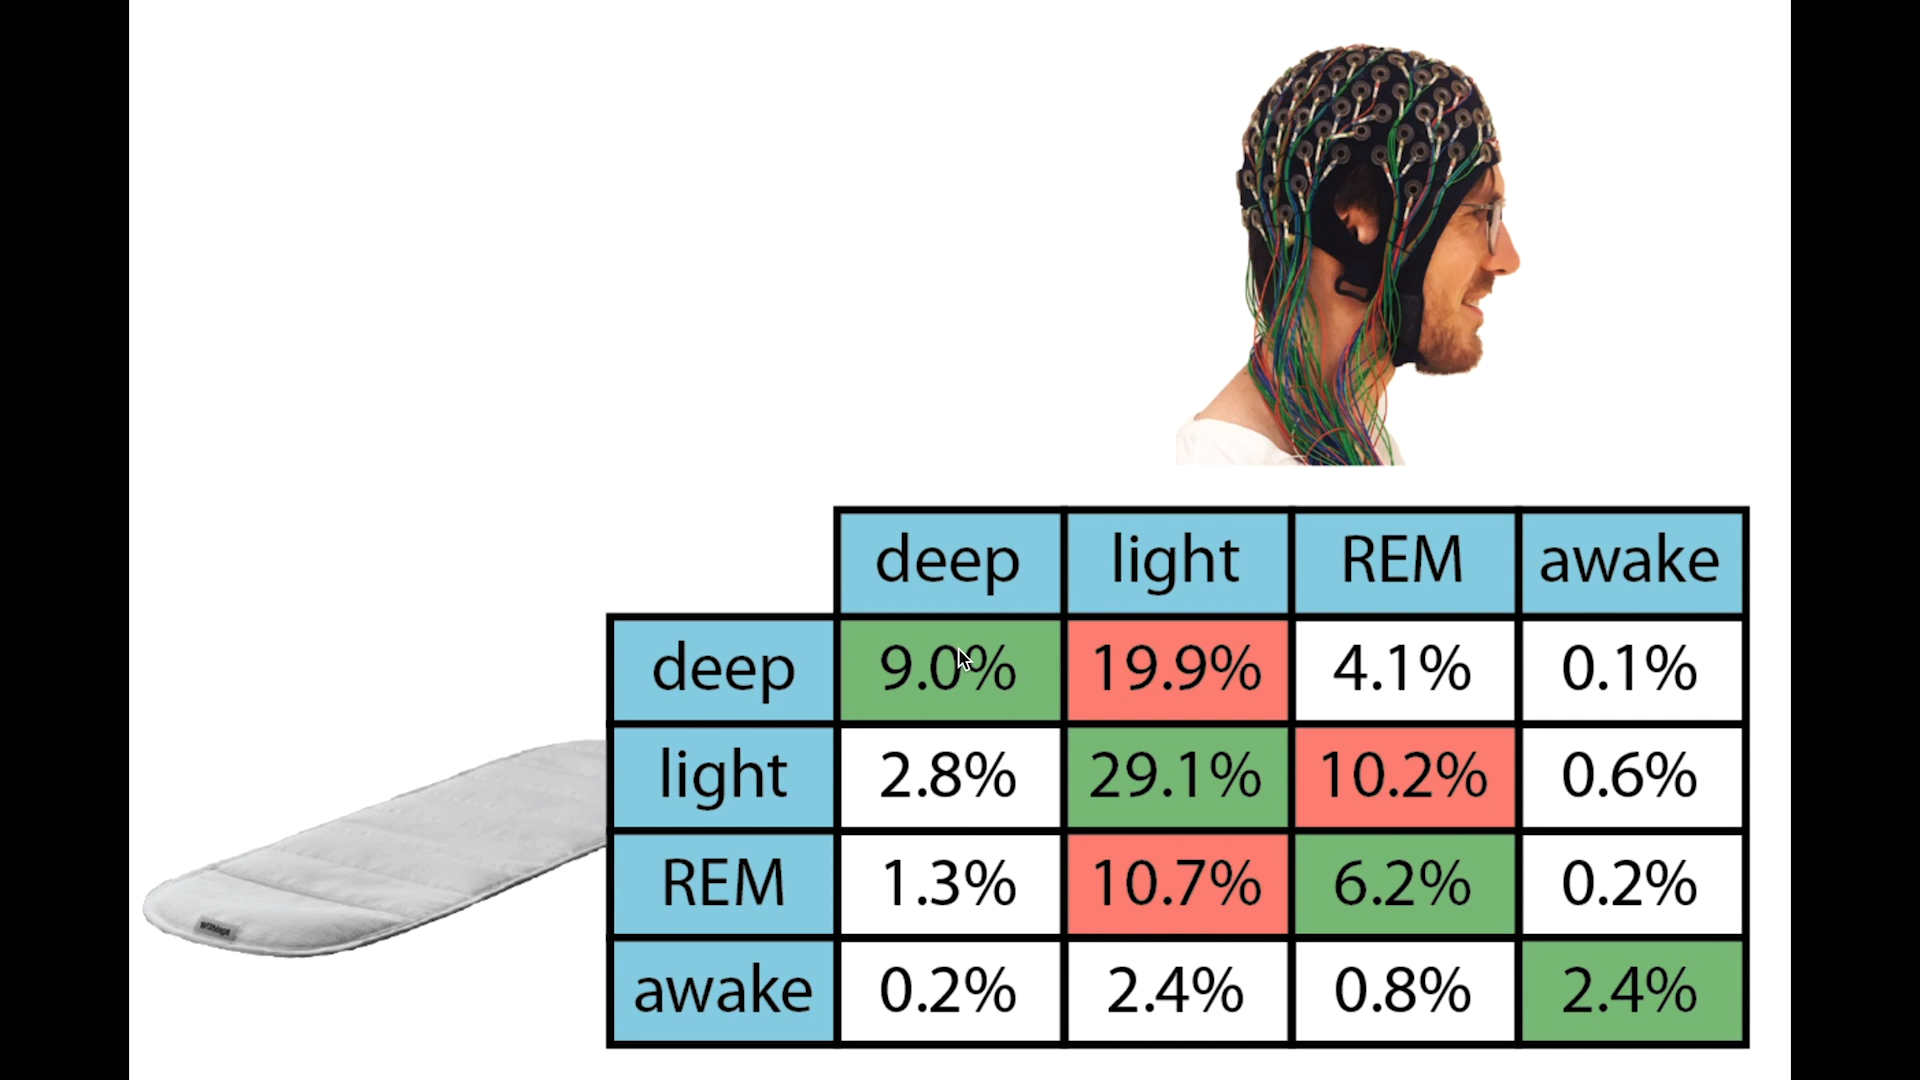 deep light REM awake
deep 9.0% 19.9% 4.1% 0.1%
light 2.8% 29.1% 10.2% 0.6%
REM 1.3% 10.7% 6.2% 0.2%
awake 0.2% 2.4% 0.8% 2.4%
Withings